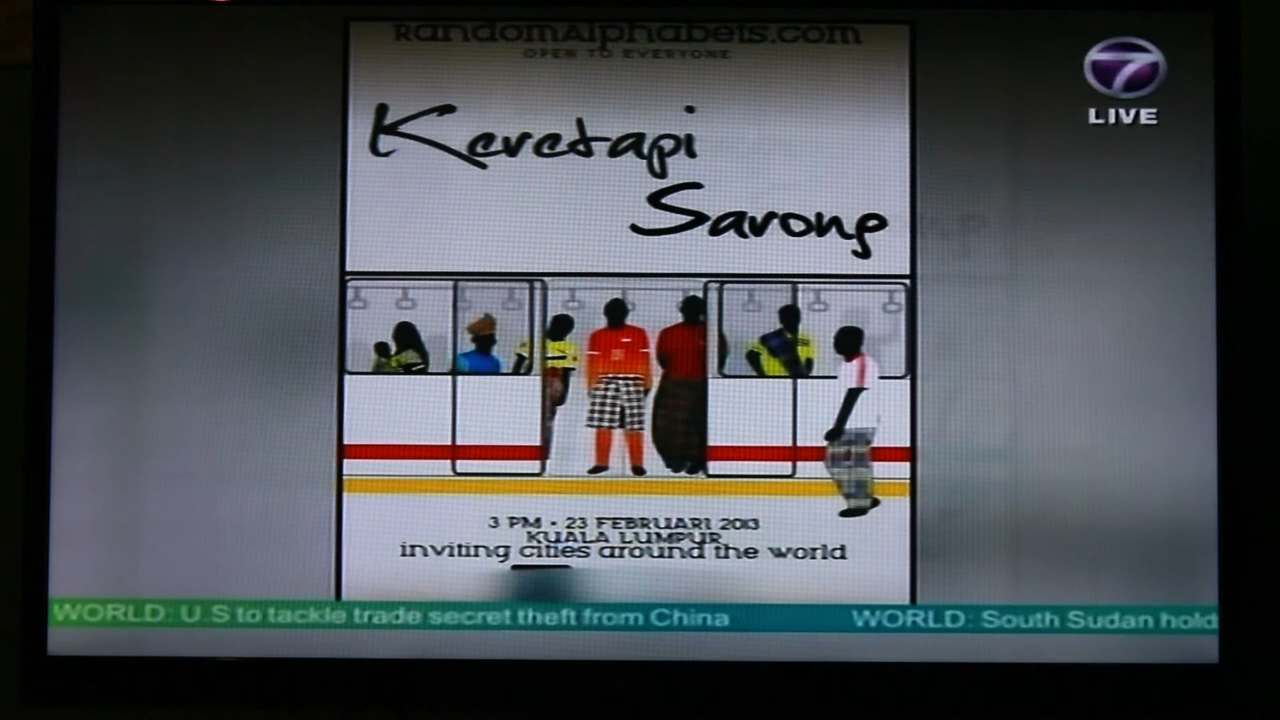 RandomAlphabets.com
OPEN TO EVERYONE
7
LIVE
Keretapi
Sarong
3 PM • 23 FEBRUARI 2013
KUALA LUMPUR
inviting cities around the world
WORLD: U.S to tackle trade secret theft from China WORLD: South Sudan hold